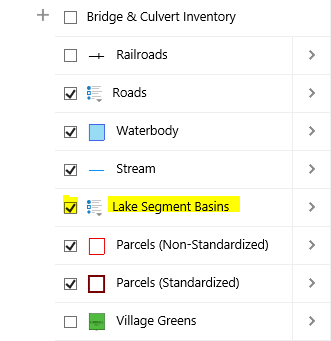 Bridge & Culvert Inventory
Railroads
Roads
Waterbody
Stream
Lake Segment Basins
Parcels (Non-Standardized)
Parcels (Standardized)
Village Greens